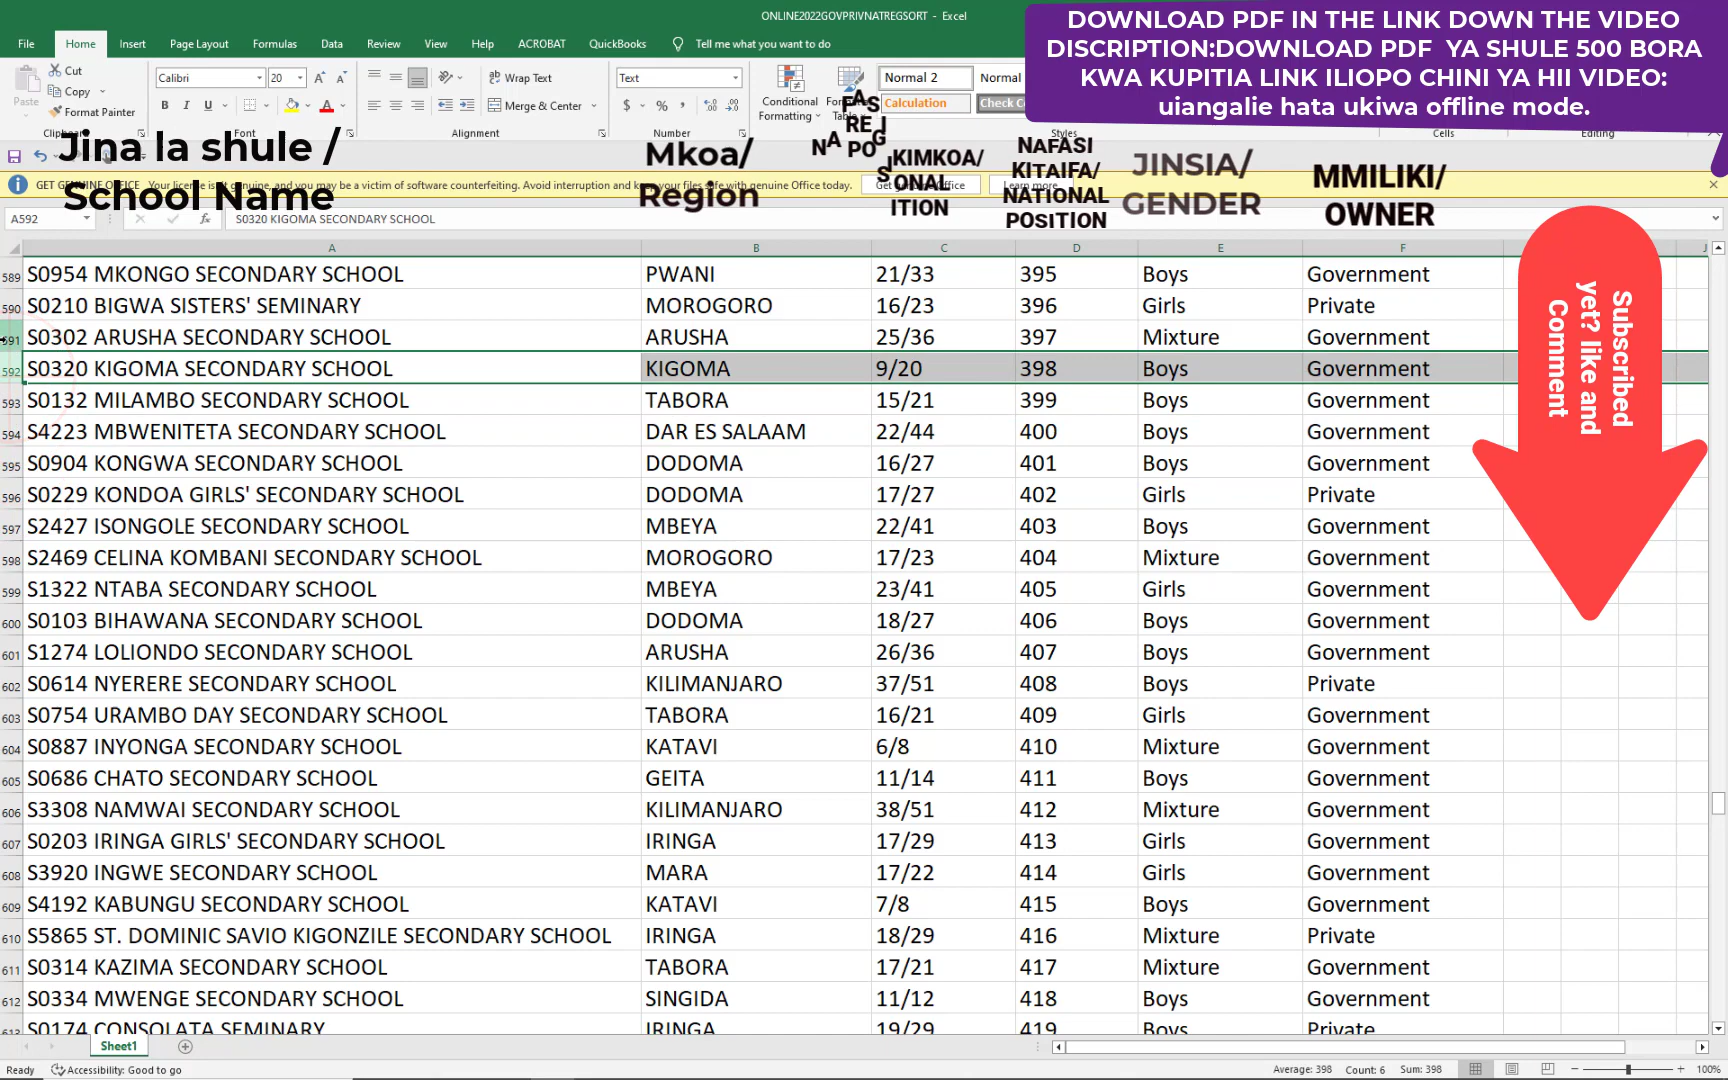 ONLINE2022GOVPRIVNATREGSORT - Excel
File Home Insert Page Layout Formulas Data Review View Help ACROBAT QuickBooks Tell me what you want to do
DOWNLOAD PDF IN THE LINK DOWN THE VIDEO
DISCRIPTION:DOWNLOAD PDF YA SHULE 500 BORA
KWA KUPITIA LINK ILIOPO CHINI YA HII VIDEO:
uiangalie hata ukiwa offline mode.
Paste Cut Copy Format Painter
Calibri 20 Wrap Text Merge & Center Text
Conditional Formatting
Normal 2 Normal
Calculation
Alignment Number Styles Cells Editing
Jina la shule /
School Name
Mkoa/
Region
KIMKOA/
NAFASI
KITAIFA/
NATIONAL
POSITION
JINSIA/
GENDER
MMILIKI/
OWNER
GET GENUINE OFFICE Your license isn't genuine, and you may be a victim of software counterfeiting. Avoid interruption and keep your files safe with genuine Office today. Learn more
A592 fx S0320 KIGOMA SECONDARY SCHOOL
A B C D E F J
589 S0954 MKONGO SECONDARY SCHOOL PWANI 21/33 395 Boys Government
590 S0210 BIGWA SISTERS' SEMINARY MOROGORO 16/23 396 Girls Private
591 S0302 ARUSHA SECONDARY SCHOOL ARUSHA 25/36 397 Mixture Government
592 S0320 KIGOMA SECONDARY SCHOOL KIGOMA 9/20 398 Boys Government
593 S0132 MILAMBO SECONDARY SCHOOL TABORA 15/21 399 Boys Government
594 S4223 MBWENITETA SECONDARY SCHOOL DAR ES SALAAM 22/44 400 Boys Government
595 S0904 KONGWA SECONDARY SCHOOL DODOMA 16/27 401 Boys Government
596 S0229 KONDOA GIRLS' SECONDARY SCHOOL DODOMA 17/27 402 Girls Private
597 S2427 ISONGOLE SECONDARY SCHOOL MBEYA 22/41 403 Boys Government
598 S2469 CELINA KOMBANI SECONDARY SCHOOL MOROGORO 17/23 404 Mixture Government
599 S1322 NTABA SECONDARY SCHOOL MBEYA 23/41 405 Girls Government
600 S0103 BIHAWANA SECONDARY SCHOOL DODOMA 18/27 406 Boys Government
601 S1274 LOLIONDO SECONDARY SCHOOL ARUSHA 26/36 407 Boys Government
602 S0614 NYERERE SECONDARY SCHOOL KILIMANJARO 37/51 408 Boys Private
603 S0754 URAMBO DAY SECONDARY SCHOOL TABORA 16/21 409 Girls Government
604 S0887 INYONGA SECONDARY SCHOOL KATAVI 6/8 410 Mixture Government
605 S0686 CHATO SECONDARY SCHOOL GEITA 11/14 411 Boys Government
606 S3308 NAMWAI SECONDARY SCHOOL KILIMANJARO 38/51 412 Mixture Government
607 S0203 IRINGA GIRLS' SECONDARY SCHOOL IRINGA 17/29 413 Girls Government
608 S3920 INGWE SECONDARY SCHOOL MARA 17/22 414 Girls Government
609 S4192 KABUNGU SECONDARY SCHOOL KATAVI 7/8 415 Boys Government
610 S5865 ST. DOMINIC SAVIO KIGONZILE SECONDARY SCHOOL IRINGA 18/29 416 Mixture Private
611 S0314 KAZIMA SECONDARY SCHOOL TABORA 17/21 417 Mixture Government
612 S0334 MWENGE SECONDARY SCHOOL SINGIDA 11/12 418 Boys Government
613 S0174 CONSOLATA SEMINARY IRINGA 19/29 419 Boys Private
Subscribed
yet? like and
Comment
Sheet1
Ready Accessibility: Good to go Average: 398 Count: 6 Sum: 398 100%